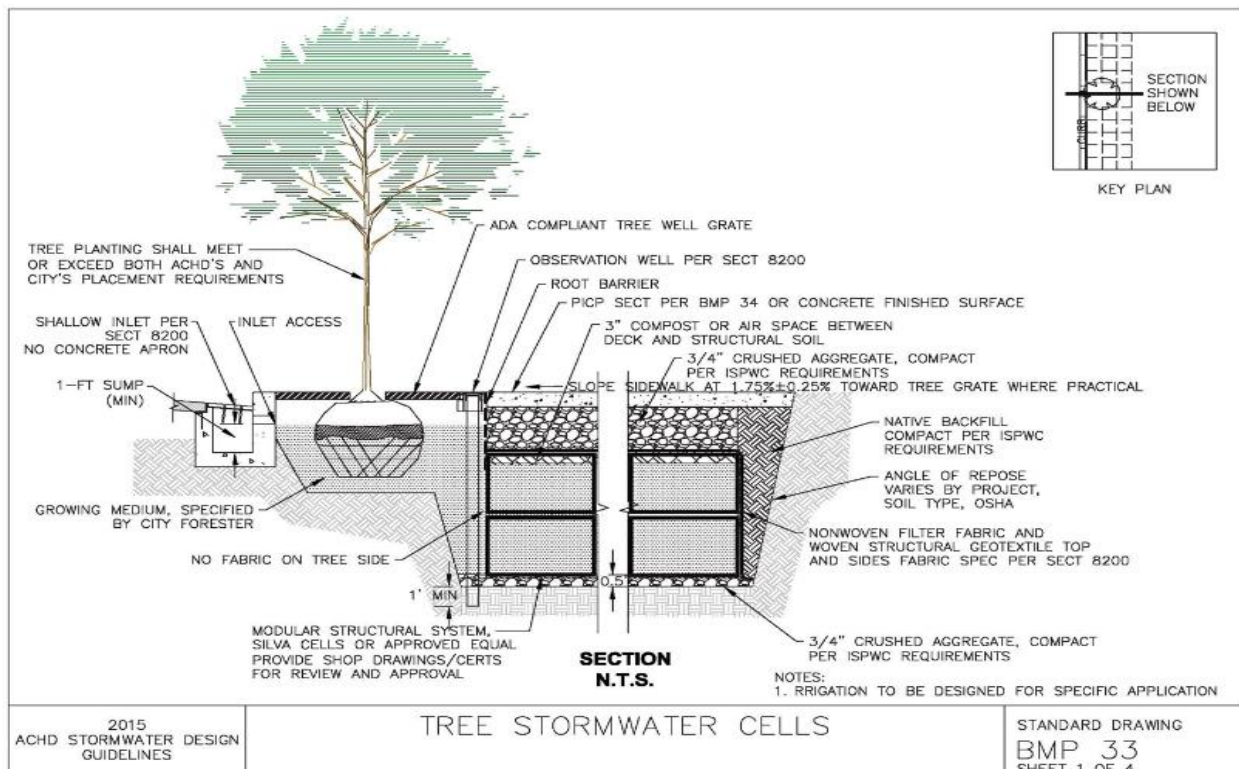 SECTION
SHOWN
BELOW
CURB
KEY PLAN
ADA COMPLIANT TREE WELL GRATE
TREE PLANTING SHALL MEET
OR EXCEED BOTH ACHD'S AND
CITY'S PLACEMENT REQUIREMENTS
OBSERVATION WELL PER SECT 8200
ROOT BARRIER
PICP SECT PER BMP 34 OR CONCRETE FINISHED SURFACE
SHALLOW INLET PER
SECT 8200
NO CONCRETE APRON
INLET ACCESS
3" COMPOST OR AIR SPACE BETWEEN
DECK AND STRUCTURAL SOIL
3/4" CRUSHED AGGREGATE, COMPACT
PER ISPWC REQUIREMENTS
1-FT SUMP
(MIN)
SLOPE SIDEWALK AT 1.75%±0.25% TOWARD TREE GRATE WHERE PRACTICAL
NATIVE BACKFILL
COMPACT PER ISPWC
REQUIREMENTS
ANGLE OF REPOSE
VARIES BY PROJECT,
SOIL TYPE, OSHA
GROWING MEDIUM, SPECIFIED
BY CITY FORESTER
NO FABRIC ON TREE SIDE
NONWOVEN FILTER FABRIC AND
WOVEN STRUCTURAL GEOTEXTILE TOP
AND SIDES FABRIC SPEC PER SECT 8200
0.5'
1' MIN
MODULAR STRUCTURAL SYSTEM,
SILVA CELLS OR APPROVED EQUAL
PROVIDE SHOP DRAWINGS/CERTS
FOR REVIEW AND APPROVAL
SECTION
N.T.S.
3/4" CRUSHED AGGREGATE, COMPACT
PER ISPWC REQUIREMENTS
NOTES:
1. RRIGATION TO BE DESIGNED FOR SPECIFIC APPLICATION
2015
ACHD STORMWATER DESIGN
GUIDELINES
TREE STORMWATER CELLS
STANDARD DRAWING
BMP 33
SHEET 1 OF 4